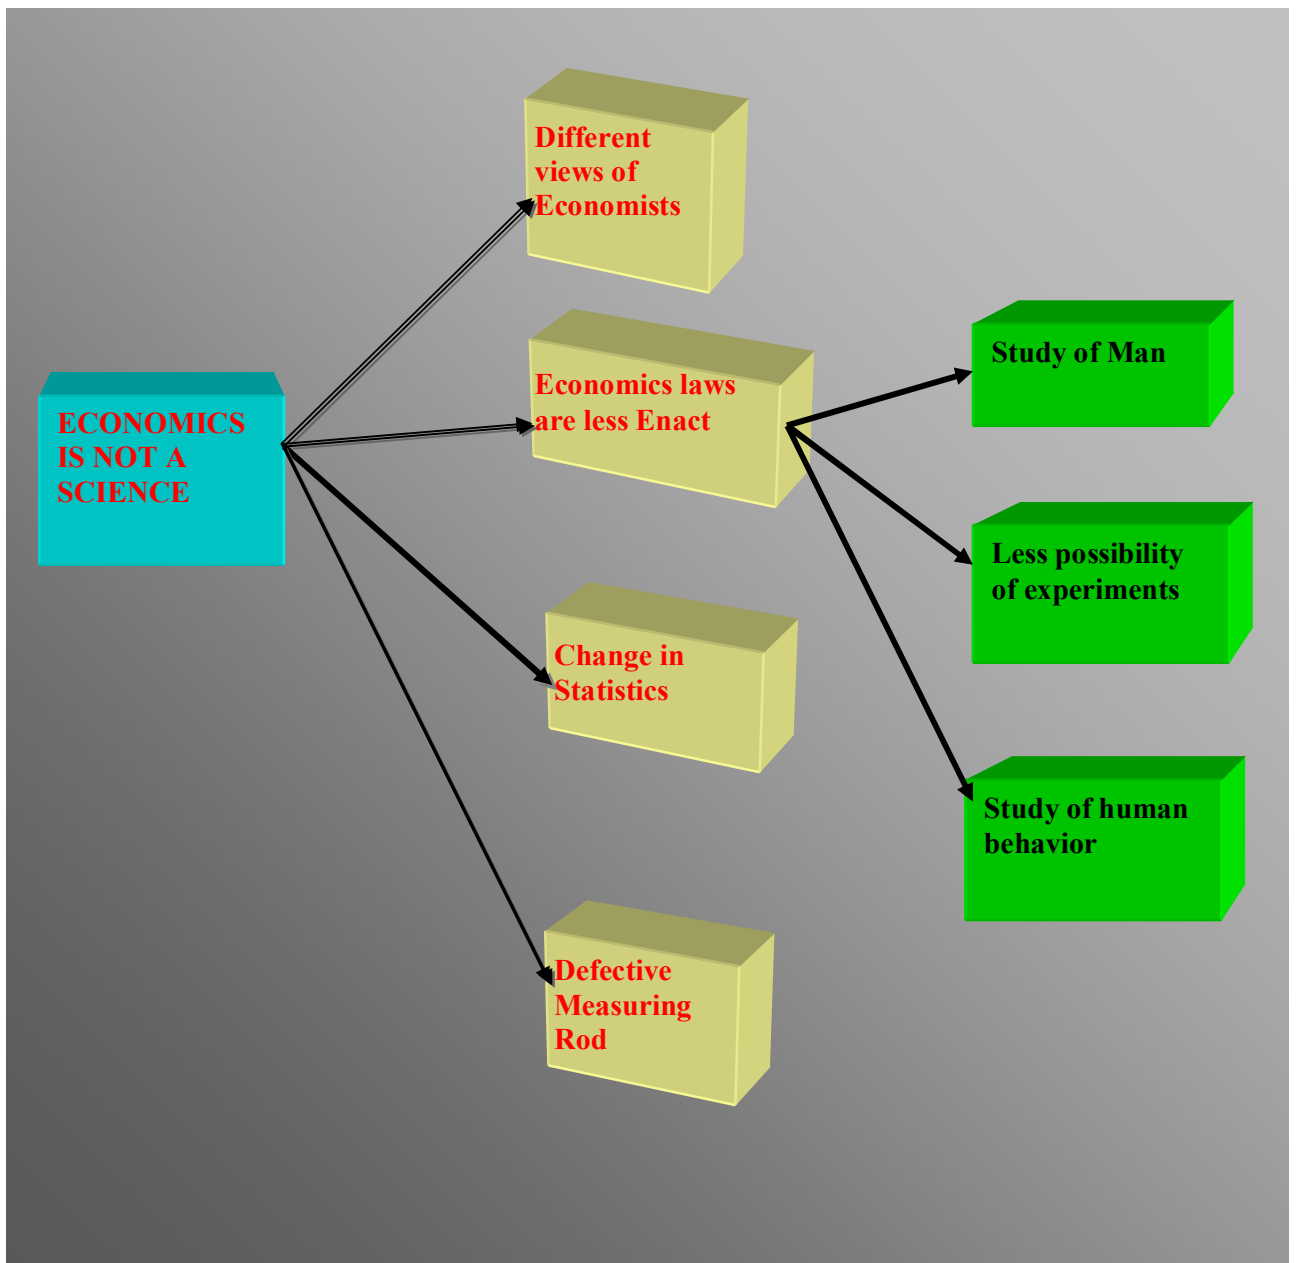 ECONOMICS
IS NOT A
SCIENCE
Different
views of
Economists
Economics laws
are less Enact
Change in
Statistics
Defective
Measuring
Rod
Study of Man
Less possibility
of experiments
Study of human
behavior